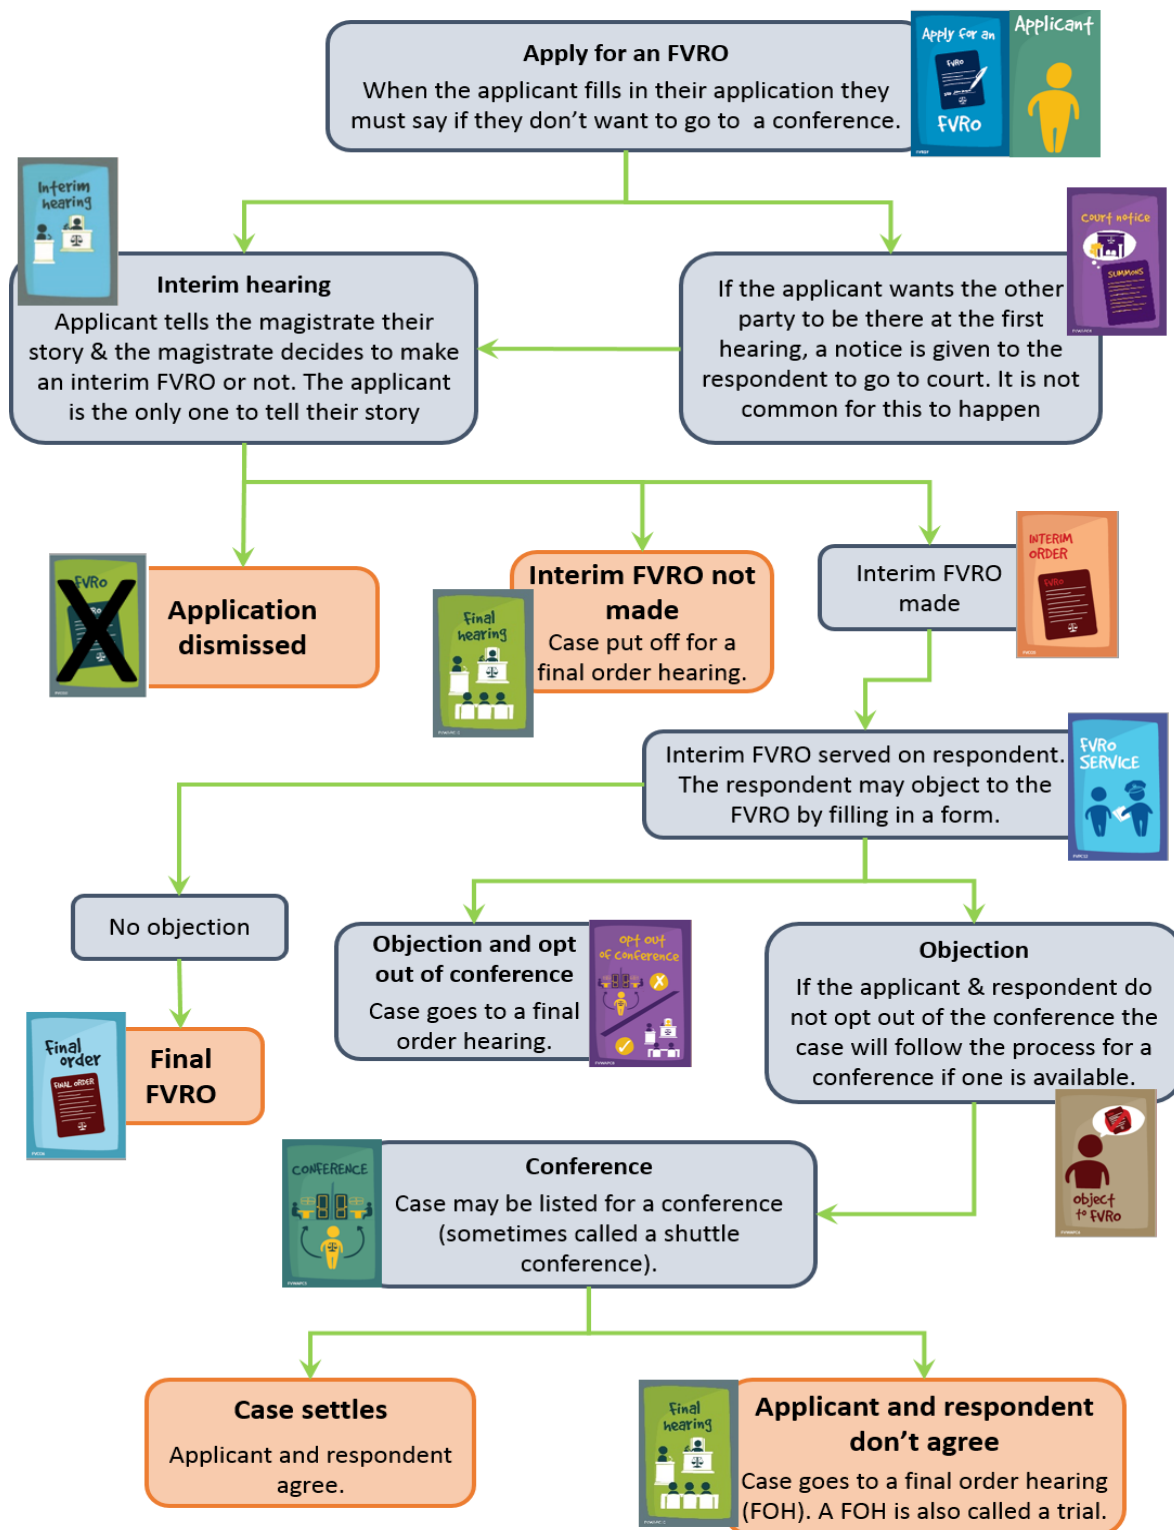 Apply for an FVRO
When the applicant fills in their application they
must say if they don't want to go to a conference.
Apply for an
FVRO
FVRO
Applicant
Interim
hearing
Court notice
SUMMONS
Interim hearing
Applicant tells the magistrate their
story & the magistrate decides to make
an interim FVRO or not. The applicant
is the only one to tell their story
If the applicant wants the other
party to be there at the first
hearing, a notice is given to the
respondent to go to court. It is not
common for this to happen
FVRO
Application
dismissed
Final
hearing
Interim FVRO not
made
Case put off for a
final order hearing.
Interim FVRO
made
INTERIM
ORDER
FVRO
Interim FVRO served on respondent.
The respondent may object to the
FVRO by filling in a form.
FVRO
SERVICE
No objection
Objection and opt
out of conference
Case goes to a final
order hearing.
opt out
of conference
Objection
If the applicant & respondent do
not opt out of the conference the
case will follow the process for a
conference if one is available.
Final
order
FINAL ORDER
Final
FVRO
object
to FVRO
CONFERENCE
Conference
Case may be listed for a conference
(sometimes called a shuttle
conference).
Case settles
Applicant and respondent
agree.
Final
hearing
Applicant and respondent
don't agree
Case goes to a final order hearing
(FOH). A FOH is also called a trial.